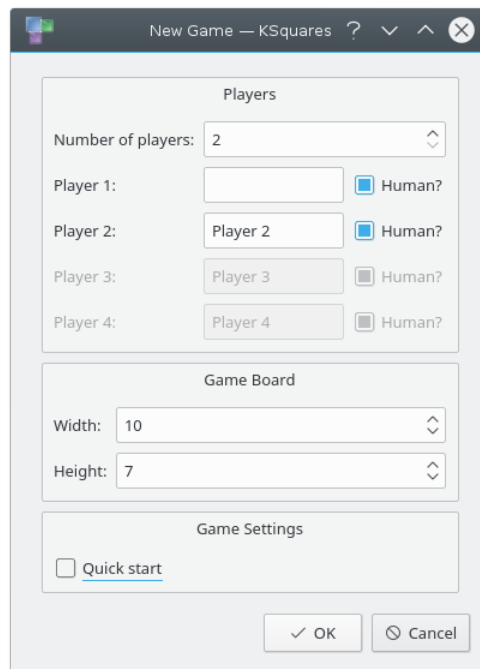 New Game — KSquares
Players
Number of players: 2
Player 1: Human?
Player 2: Player 2 Human?
Player 3: Player 3 Human?
Player 4: Player 4 Human?
Game Board
Width: 10
Height: 7
Game Settings
Quick start
OK Cancel